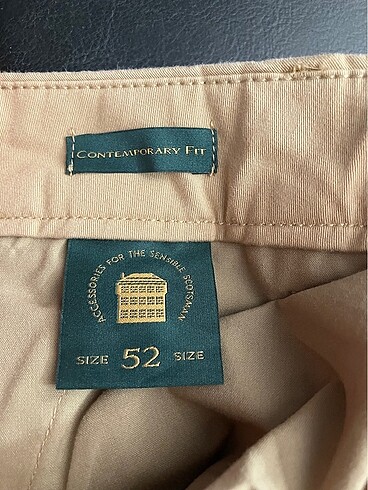 CONTEMPORARY FIT
ACCESSORIES FOR THE SENSIBLE SCOTSMAN
SIZE 52 SIZE